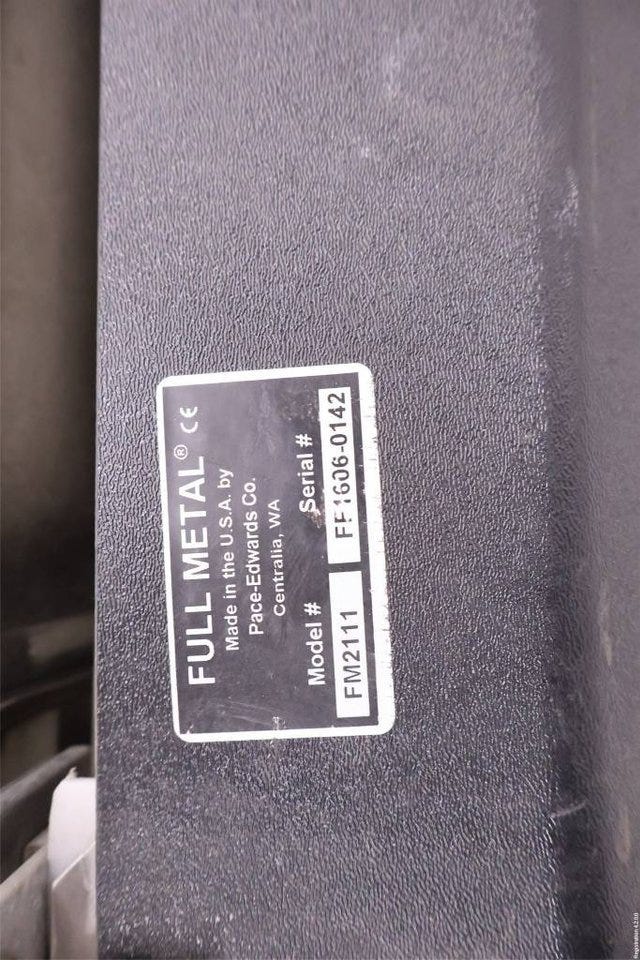 FULL METAL® CE
Made in the U.S.A. by
Pace-Edwards Co.
Centralia, WA
Model # Serial #
FM2111 FF1606-0142